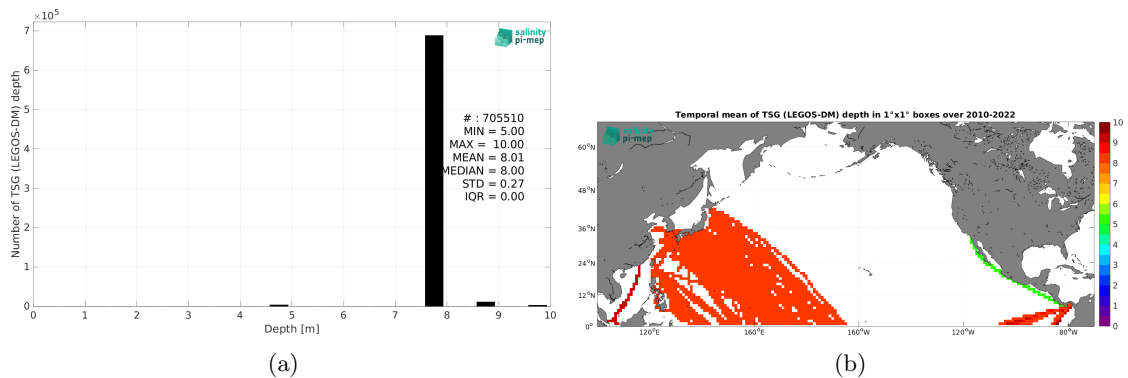 ×10⁵
7
6
5
4
3
2
1
0
Number of TSG (LEGOS-DM) depth
salinity
pi-mep
# : 705510
MIN = 5.00
MAX = 10.00
MEAN = 8.01
MEDIAN = 8.00
STD = 0.27
IQR = 0.00
0 1 2 3 4 5 6 7 8 9 10
Depth [m]
(a)
Temporal mean of TSG (LEGOS-DM) depth in 1°x1° boxes over 2010-2022
salinity
pi-mep
60°N
48°N
36°N
24°N
12°N
0°
120°E 160°E 160°W 120°W 80°W
10
9
8
7
6
5
4
3
2
1
0
(b)